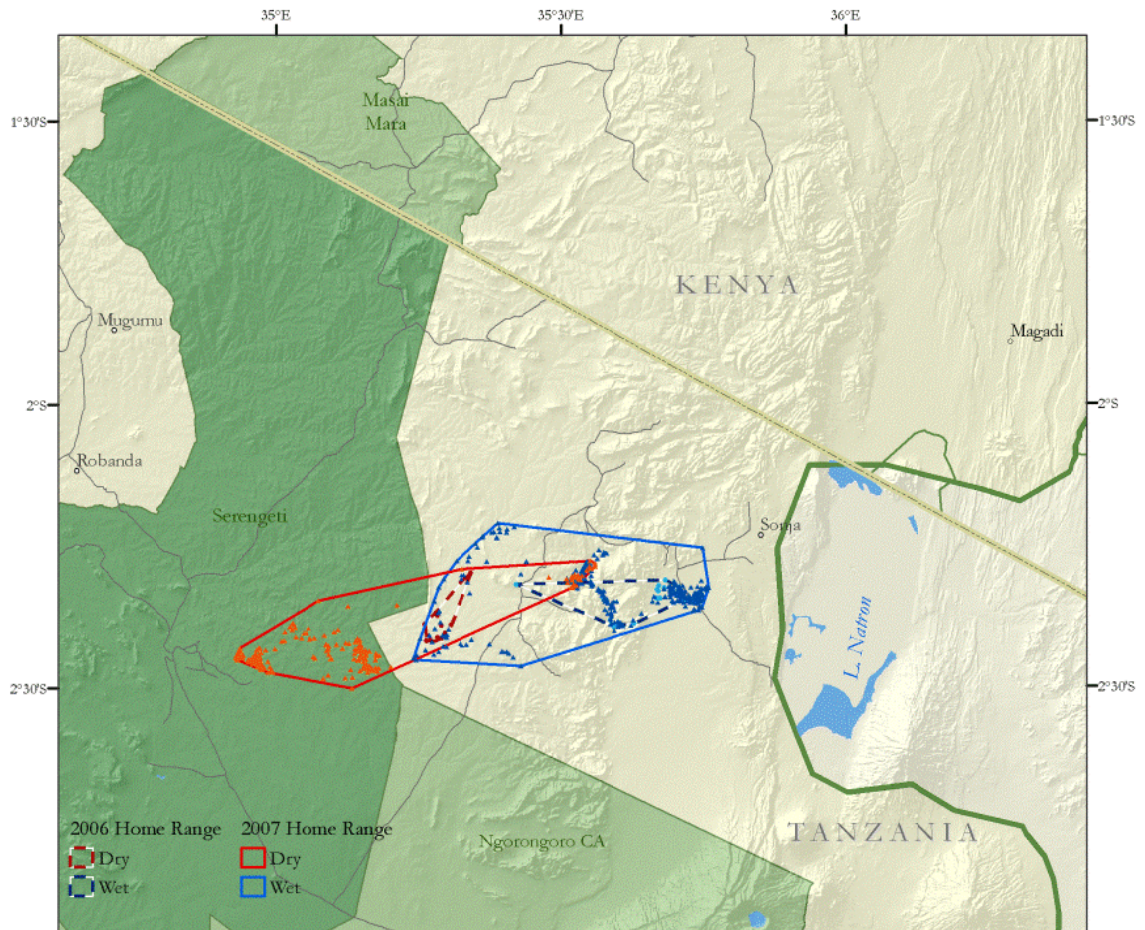 35°E
35°30'E
36°E
Masai
Mara
1°30'S
1°30'S
KENYA
Mugumu
Magadi
2°S
2°S
Robanda
Serengeti
Sonja
L. Natron
2°30'S
2°30'S
2006 Home Range
2007 Home Range
Dry
Dry
Wet
Wet
Ngorongoro CA
TANZANIA